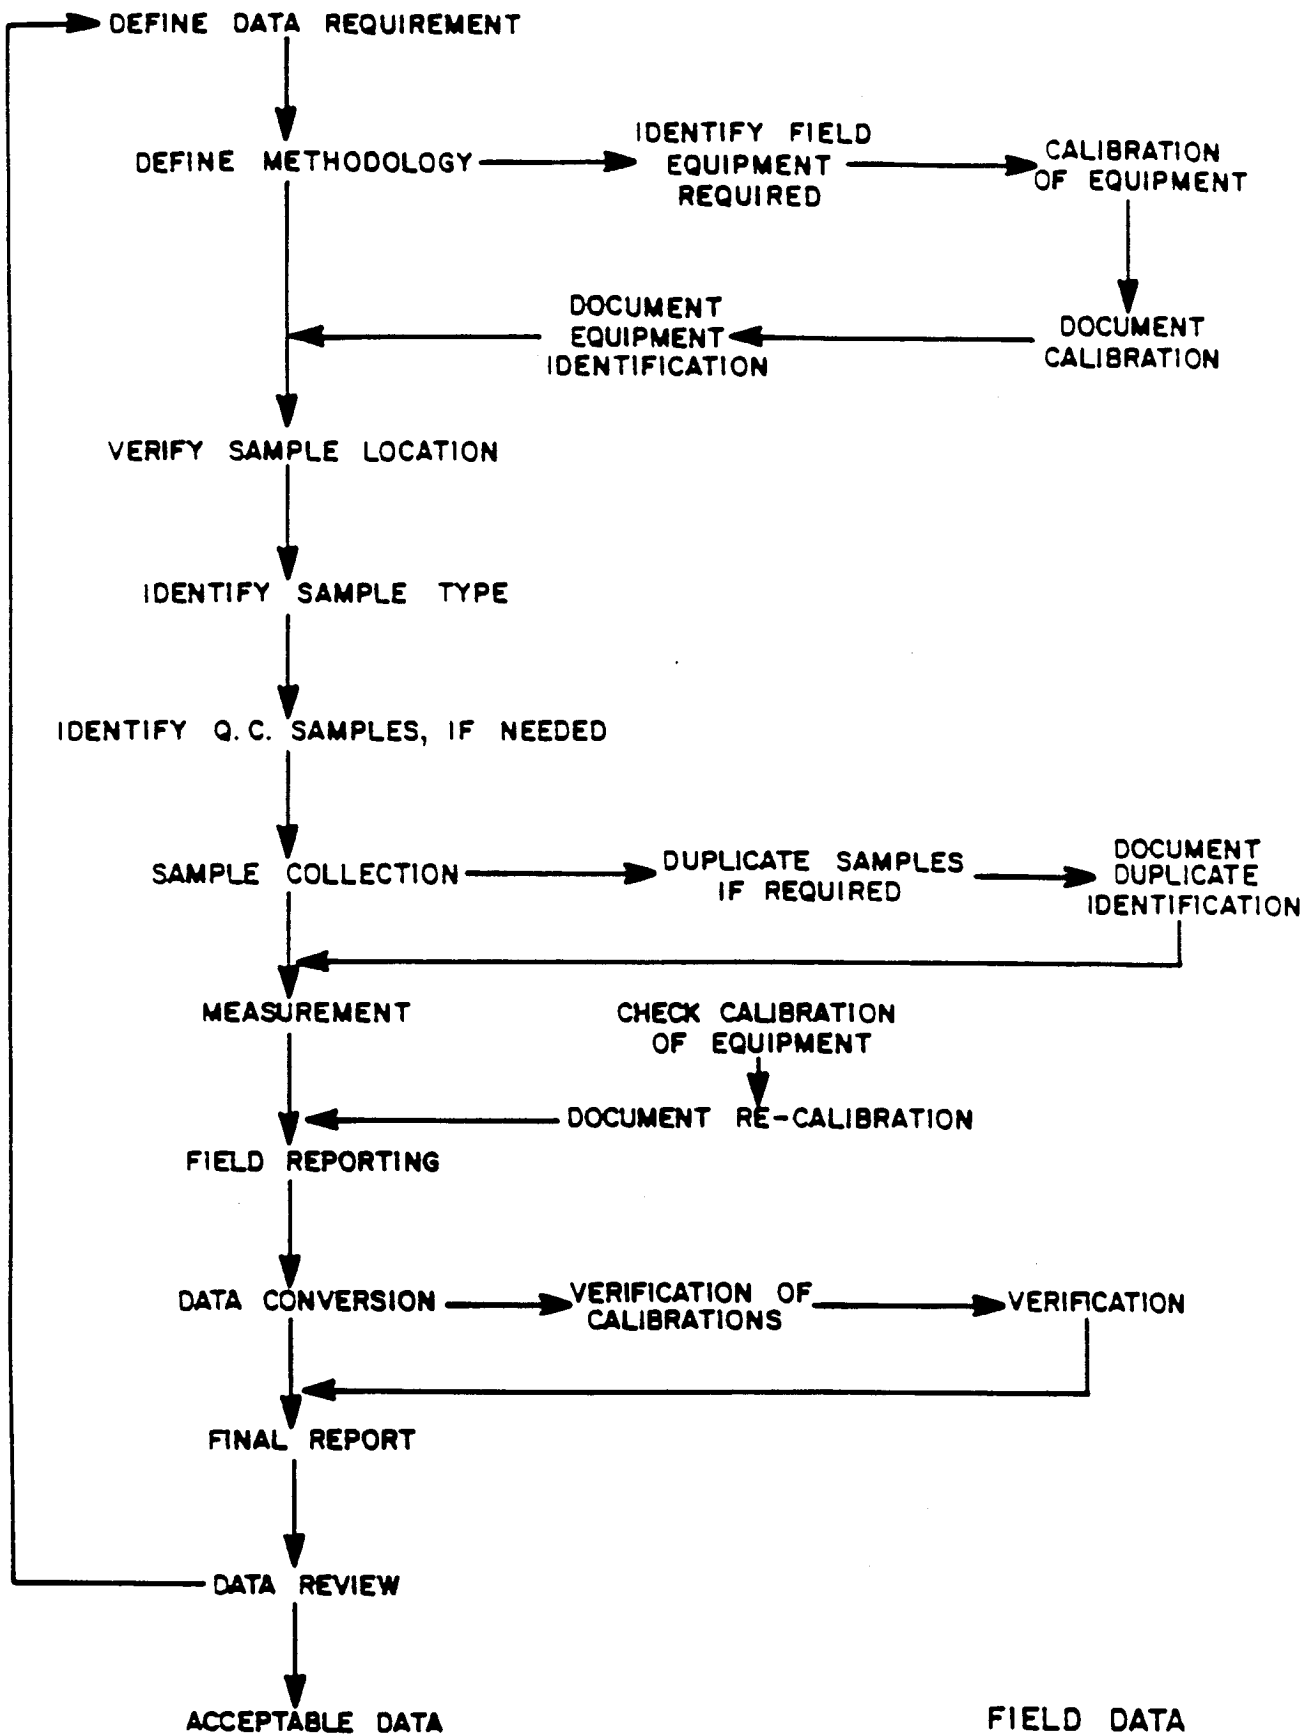 DEFINE DATA REQUIREMENT
DEFINE METHODOLOGY
IDENTIFY FIELD
EQUIPMENT
REQUIRED
CALIBRATION
OF EQUIPMENT
DOCUMENT
CALIBRATION
DOCUMENT
EQUIPMENT
IDENTIFICATION
VERIFY SAMPLE LOCATION
IDENTIFY SAMPLE TYPE
IDENTIFY Q.C. SAMPLES, IF NEEDED
SAMPLE COLLECTION
DUPLICATE SAMPLES
IF REQUIRED
DOCUMENT
DUPLICATE
IDENTIFICATION
MEASUREMENT
CHECK CALIBRATION
OF EQUIPMENT
DOCUMENT RE-CALIBRATION
FIELD REPORTING
DATA CONVERSION
VERIFICATION OF
CALIBRATIONS
VERIFICATION
FINAL REPORT
DATA REVIEW
ACCEPTABLE DATA
FIELD DATA